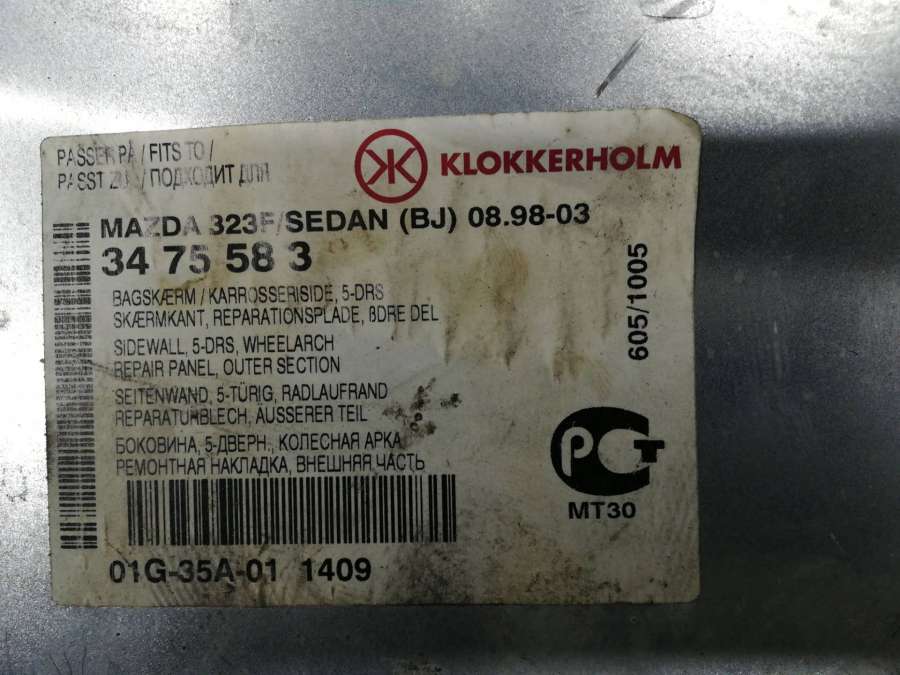 PASSER PÅ / FITS TO /
PASST ZU / ПОДХОДИТ ДЛЯ
KLOKKERHOLM
MAZDA 323F/SEDAN (BJ) 08.98-03
34 75 58 3
BAGSKÆRM / KARROSSERISIDE, 5-DRS
SKÆRMKANT, REPARATIONSPLADE, 8DRE DEL
SIDEWALL, 5-DRS, WHEELARCH
REPAIR PANEL, OUTER SECTION
SEITENWAND, 5-TÜRIG, RADLAUFRAND
REPARATURBLECH, ÄUSSERER TEIL
БОКОВИНА, 5-ДВЕРН., КОЛЕСНАЯ АРКА
РЕМОНТНАЯ НАКЛАДКА, ВНЕШНЯЯ ЧАСТЬ
605/1005
PCT
MT30
01G-35A-01 1409